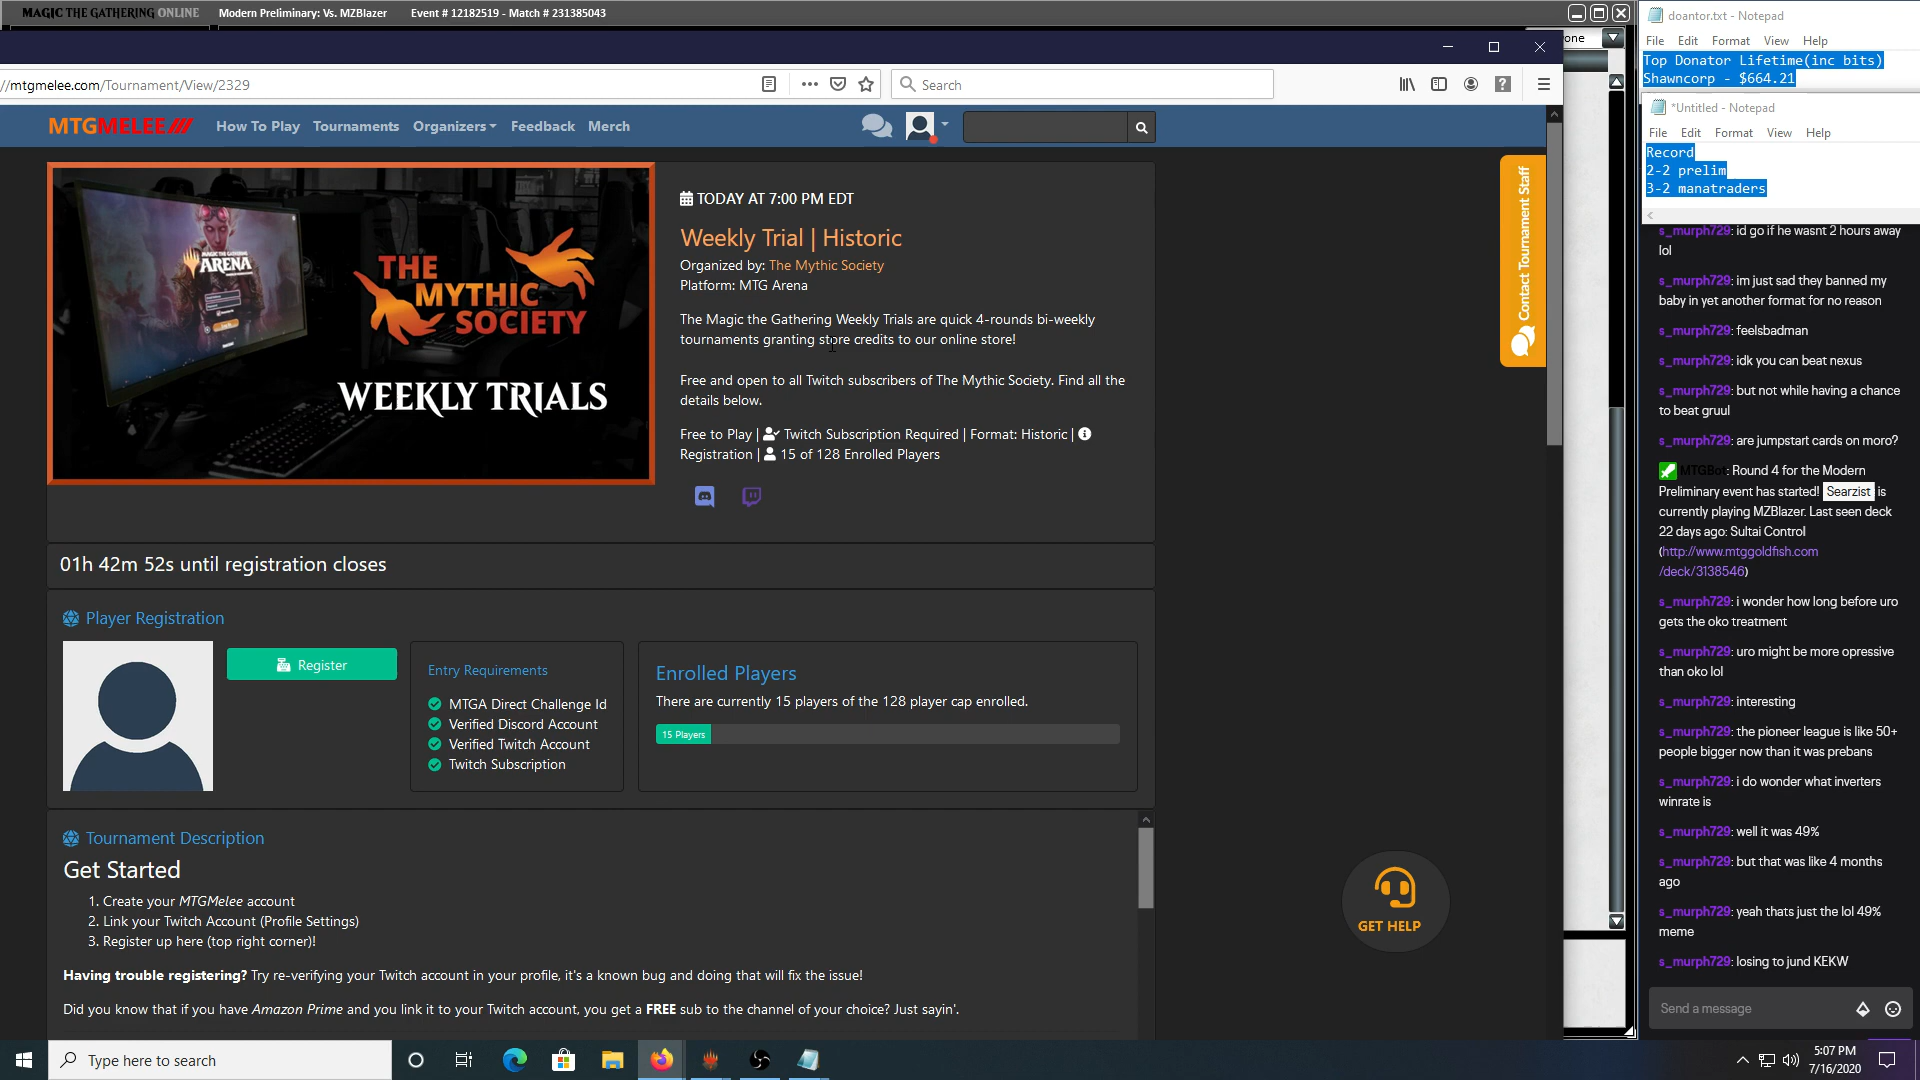 MAGIC THE GATHERING ONLINE Modern Preliminary: Vs. MZBlazer Event # 12182519 - Match # 231385043
//mtgmelee.com/Tournament/View/2329
Search
MTGMELEE How To Play Tournaments Organizers Feedback Merch
MAGIC THE GATHERING
ARENA
THE
MYTHIC
SOCIETY
WEEKLY TRIALS
TODAY AT 7:00 PM EDT
Weekly Trial | Historic
Organized by: The Mythic Society
Platform: MTG Arena
The Magic the Gathering Weekly Trials are quick 4-rounds bi-weekly
tournaments granting store credits to our online store!
Free and open to all Twitch subscribers of The Mythic Society. Find all the
details below.
Free to Play | Twitch Subscription Required | Format: Historic |
Registration | 15 of 128 Enrolled Players
Contact Tournament Staff
01h 42m 52s until registration closes
Player Registration
Register
Entry Requirements
MTGA Direct Challenge Id
Verified Discord Account
Verified Twitch Account
Twitch Subscription
Enrolled Players
There are currently 15 players of the 128 player cap enrolled.
15 Players
Tournament Description
Get Started
1. Create your MTGMelee account
2. Link your Twitch Account (Profile Settings)
3. Register up here (top right corner)!
Having trouble registering? Try re-verifying your Twitch account in your profile, it's a known bug and doing that will fix the issue!
Did you know that if you have Amazon Prime and you link it to your Twitch account, you get a FREE sub to the channel of your choice? Just sayin'.
GET HELP
one
doantor.txt - Notepad
File Edit Format View Help
Top Donator Lifetime(inc bits)
Shawncorp - $664.21
*Untitled - Notepad
File Edit Format View Help
Record
2-2 prelim
3-2 manatraders
s_murph729: id go if he wasnt 2 hours away
lol
s_murph729: im just sad they banned my
baby in yet another format for no reason
s_murph729: feelsbadman
s_murph729: idk you can beat nexus
s_murph729: but not while having a chance
to beat gruul
s_murph729: are jumpstart cards on moro?
MTGBot: Round 4 for the Modern
Preliminary event has started! Searzist is
currently playing MZBlazer. Last seen deck
22 days ago: Sultai Control
(http://www.mtggoldfish.com
/deck/3138546)
s_murph729: i wonder how long before uro
gets the oko treatment
s_murph729: uro might be more opressive
than oko lol
s_murph729: interesting
s_murph729: the pioneer league is like 50+
people bigger now than it was prebans
s_murph729: i do wonder what inverters
winrate is
s_murph729: well it was 49%
s_murph729: but that was like 4 months
ago
s_murph729: yeah thats just the lol 49%
meme
s_murph729: losing to jund KEKW
Send a message
Type here to search
5:07 PM
7/16/2020